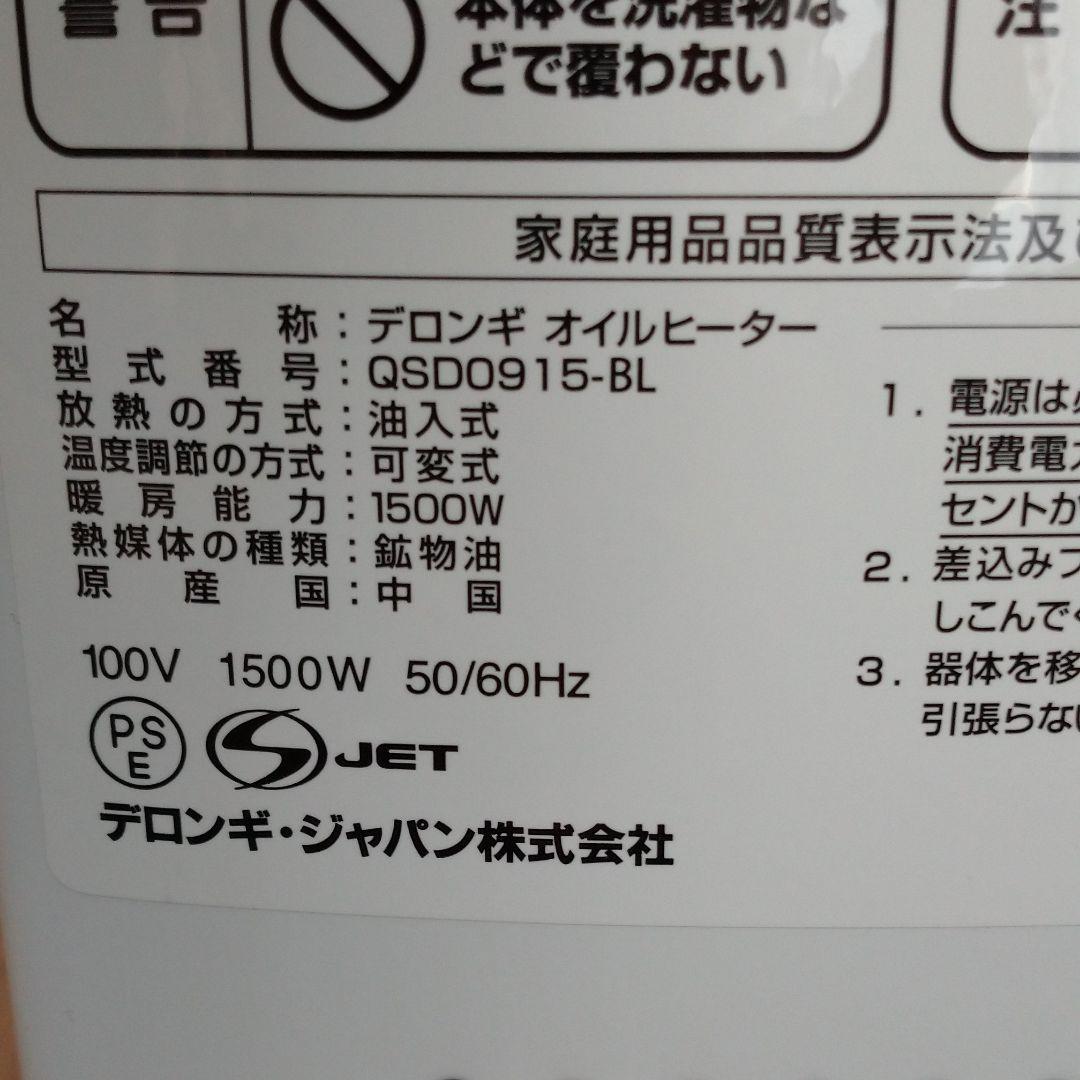 警告
本体を洗濯物な
どで覆わない
注
家庭用品品質表示法及
名称：デロンギ オイルヒーター
型式番号：QSD0915-BL
放熱の方式：油入式
温度調節の方式：可変式
暖房能力：1500W
熱媒体の種類：鉱物油
原産国：中国
100V 1500W 50/60Hz
PSE
JET
デロンギ・ジャパン株式会社
1. 電源は
消費電
セントが
2. 差込みプ
しこんで
3. 器体を移
引張らな